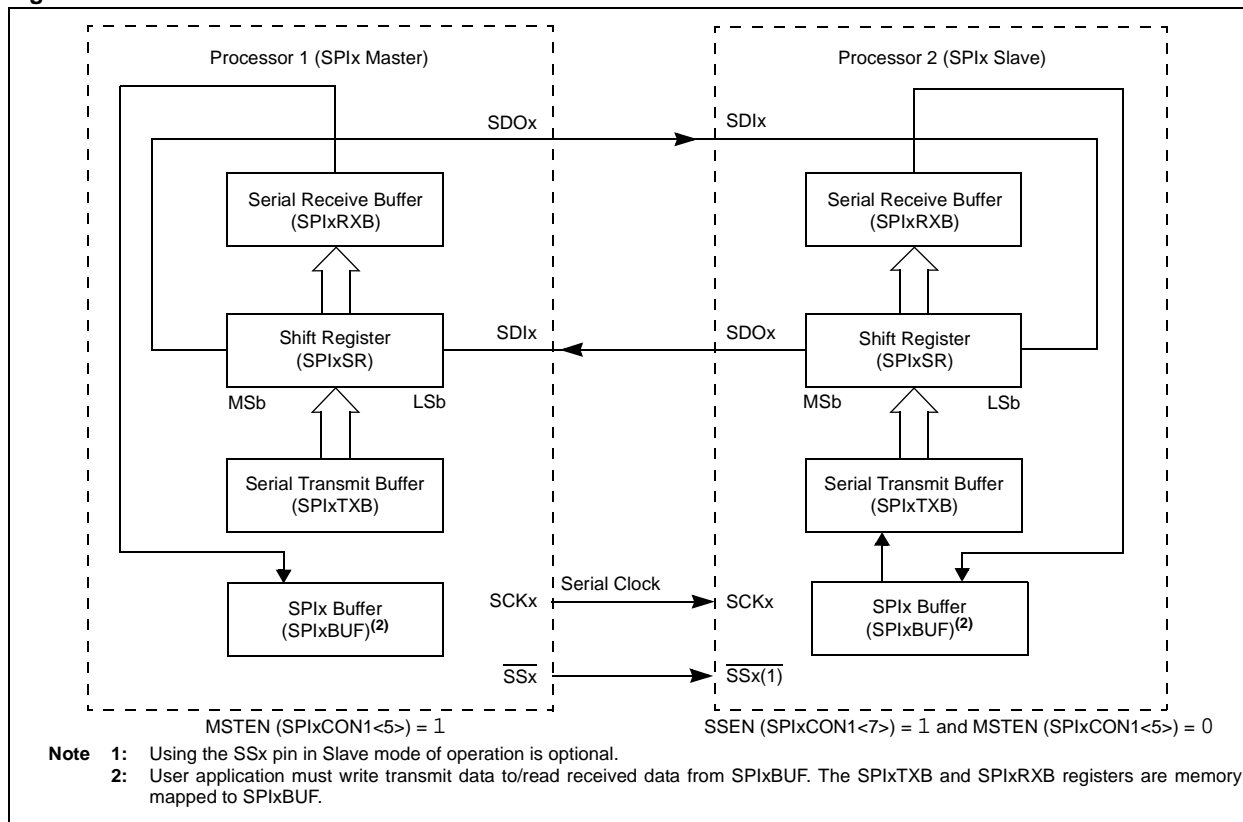 Processor 1 (SPIx Master)
Processor 2 (SPIx Slave)
SDOx
SDIx
Serial Receive Buffer
(SPIxRXB)
Serial Receive Buffer
(SPIxRXB)
Shift Register
(SPIxSR)
SDIx
SDOx
Shift Register
(SPIxSR)
MSb
LSb
MSb
LSb
Serial Transmit Buffer
(SPIxTXB)
Serial Transmit Buffer
(SPIxTXB)
SPIx Buffer
(SPIxBUF)(2)
SCKx
Serial Clock
SCKx
SPIx Buffer
(SPIxBUF)(2)
SSx
SSx(1)
MSTEN (SPIxCON1<5>) = 1
SSEN (SPIxCON1<7>) = 1 and MSTEN (SPIxCON1<5>) = 0
Note 1: Using the SSx pin in Slave mode of operation is optional.
2: User application must write transmit data to/read received data from SPIxBUF. The SPIxTXB and SPIxRXB registers are memory
mapped to SPIxBUF.